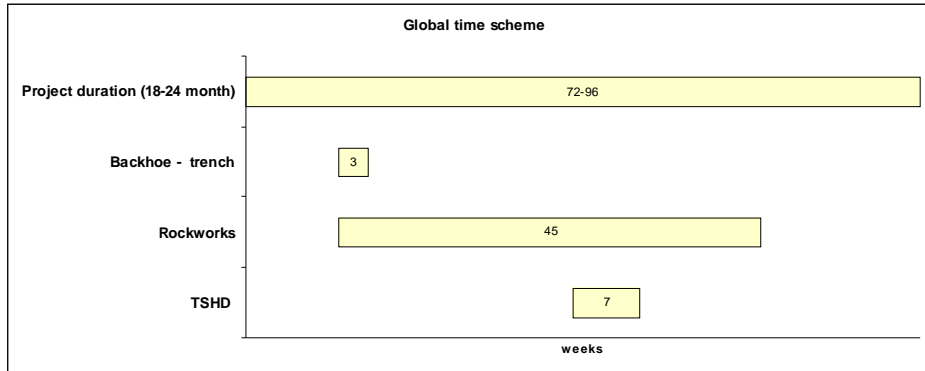 Global time scheme
Project duration (18-24 month)
72-96
Backhoe - trench
3
Rockworks
45
TSHD
7
weeks